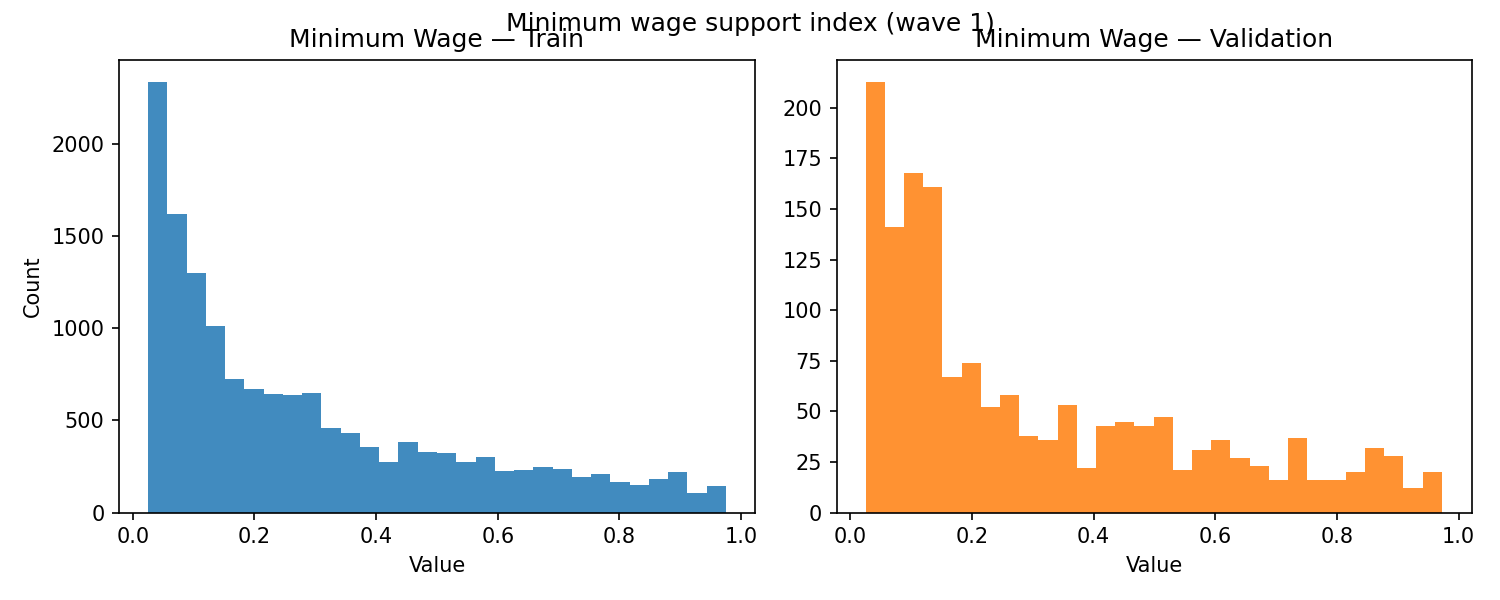 Minimum wage support index (wave 1)
Minimum Wage — Train
Minimum Wage — Validation
Count
2000
1500
1000
500
0
0.0 0.2 0.4 0.6 0.8 1.0
Value
200
175
150
125
100
75
50
25
0
0.0 0.2 0.4 0.6 0.8 1.0
Value